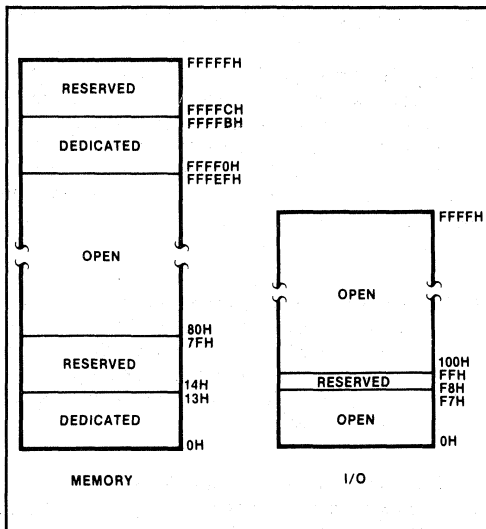 FFFFFH
RESERVED
FFFFCH
FFFFBH
DEDICATED
FFFF0H
FFFEFH
OPEN
80H
7FH
RESERVED
14H
13H
DEDICATED
0H
MEMORY
FFFFH
OPEN
100H
FFH
RESERVED
F8H
F7H
OPEN
0H
I/O